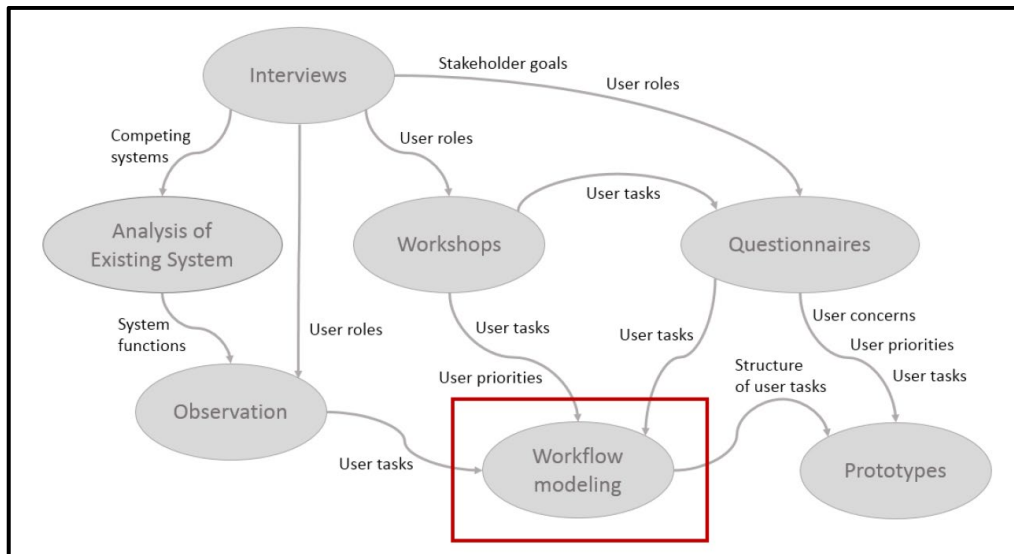 Interviews
Stakeholder goals
User roles
Competing
systems
User roles
User tasks
Analysis of
Existing System
Workshops
Questionnaires
System
functions
User roles
User tasks
User priorities
User tasks
User concerns
User priorities
User tasks
Structure
of user tasks
Observation
User tasks
Workflow
modeling
Prototypes